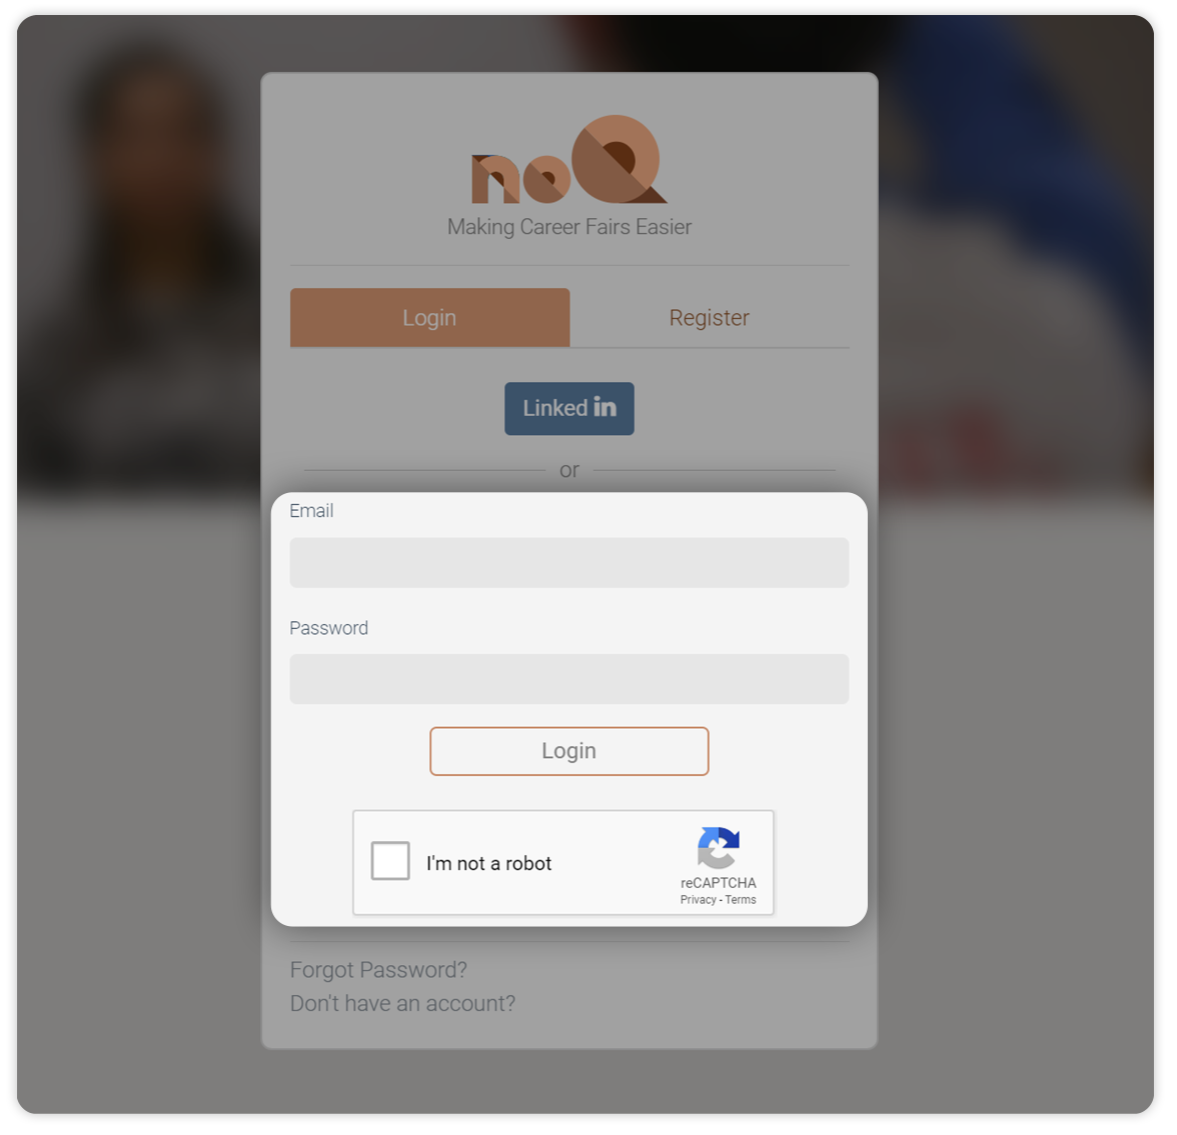 noQ
Making Career Fairs Easier
Login Register
Linked in
or
Email
Password
Login
I'm not a robot
reCAPTCHA
Privacy - Terms
Forgot Password?
Don't have an account?